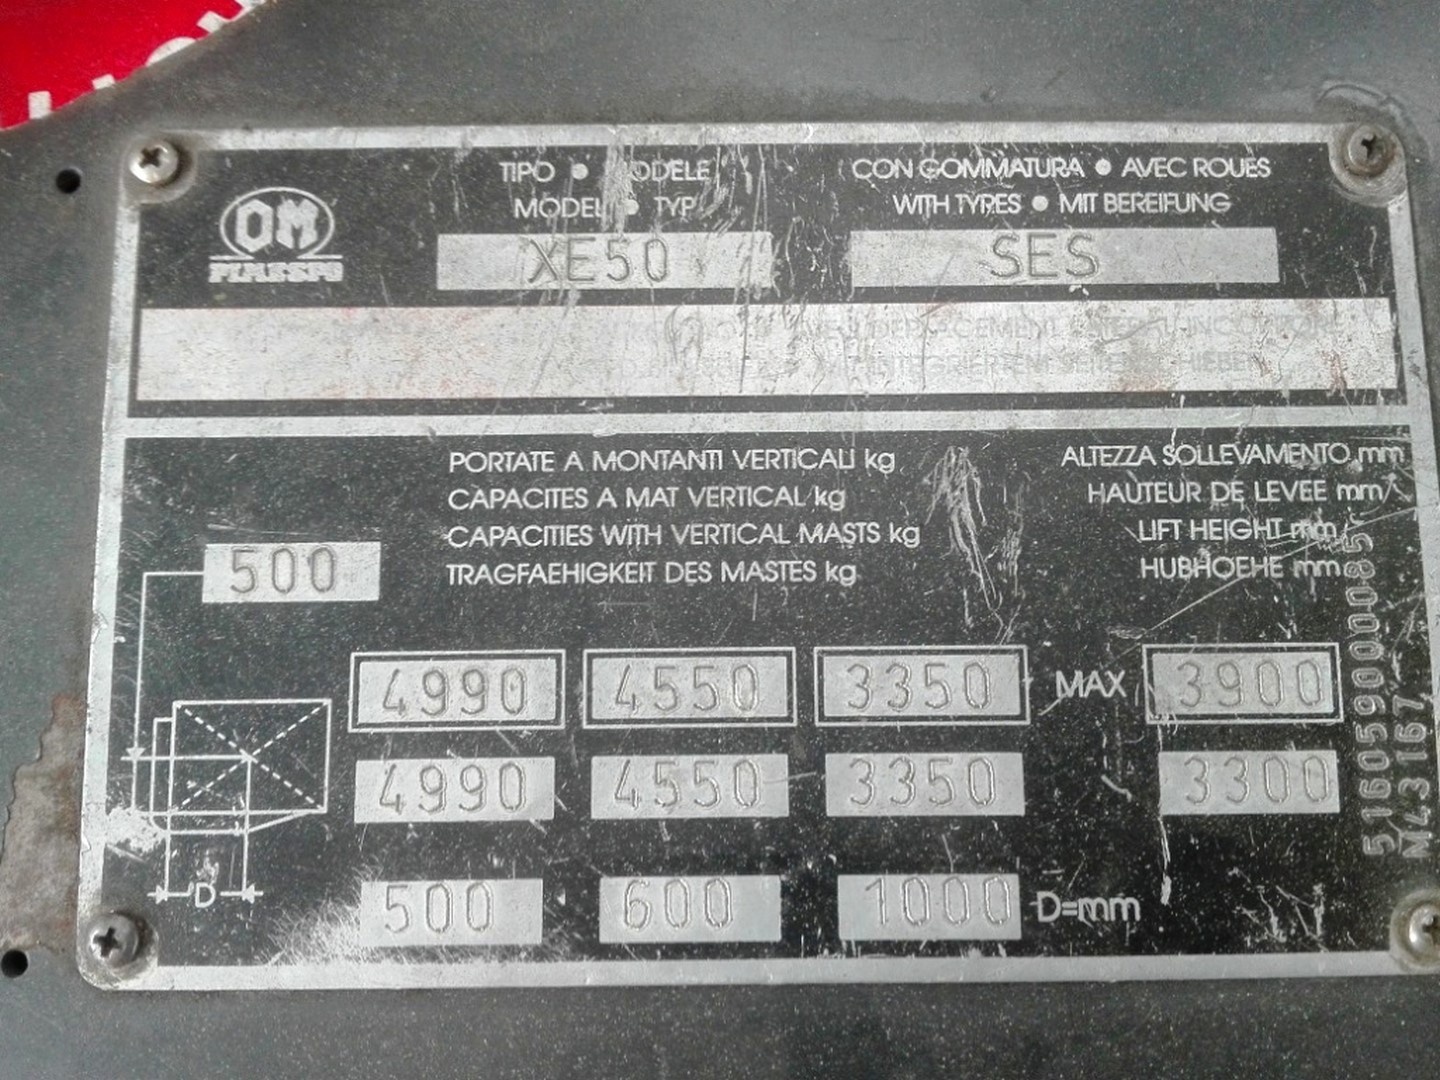 OM
PIMESPO
TIPO • MODELE
MODEL • TYP
XE50
CON GOMMATURA • AVEC ROUES
WITH TYRES • MIT BEREIFUNG
SES
PORTATE A MONTANTI VERTICALI kg
CAPACITES A MAT VERTICAL kg
CAPACITIES WITH VERTICAL MASTS kg
TRAGFAEHIGKEIT DES MASTES kg
ALTEZZA SOLLEVAMENTO mm
HAUTEUR DE LEVEE mm
LIFT HEIGHT mm
HUBHOEHE mm
500
4990 4550 3350 MAX 3900
4990 4550 3350 3300
D
500 600 1000 D=mm
M43167